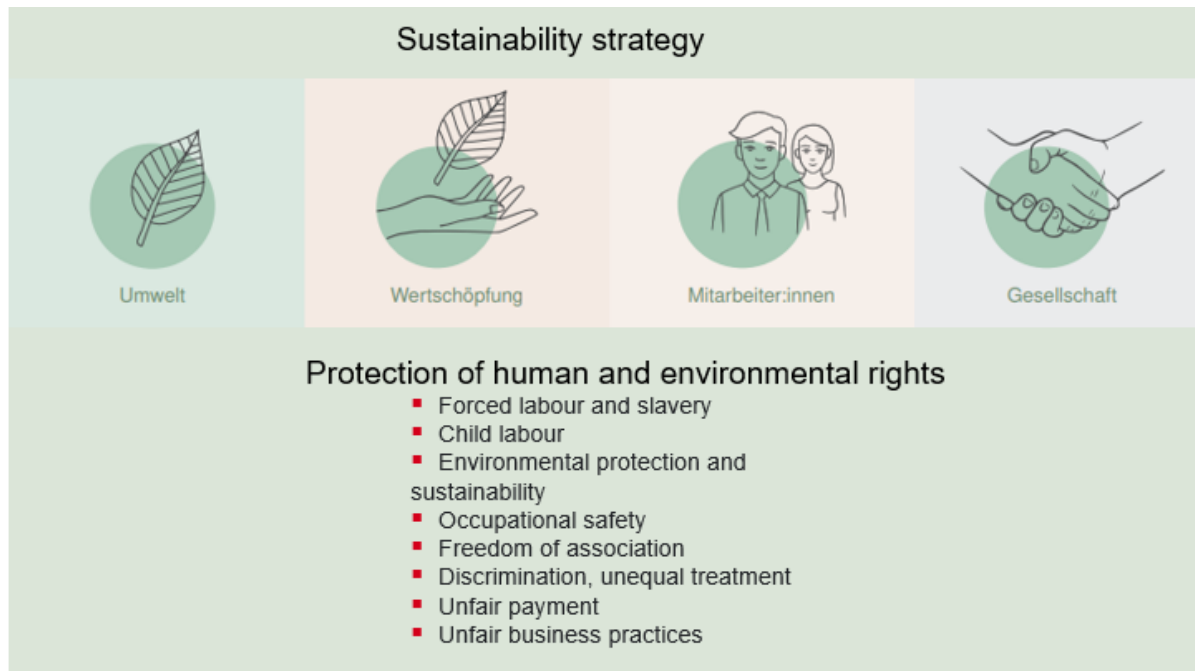 Sustainability strategy
Umwelt
Wertschöpfung
Mitarbeiter:innen
Gesellschaft
Protection of human and environmental rights
▪ Forced labour and slavery
▪ Child labour
▪ Environmental protection and
sustainability
▪ Occupational safety
▪ Freedom of association
▪ Discrimination, unequal treatment
▪ Unfair payment
▪ Unfair business practices